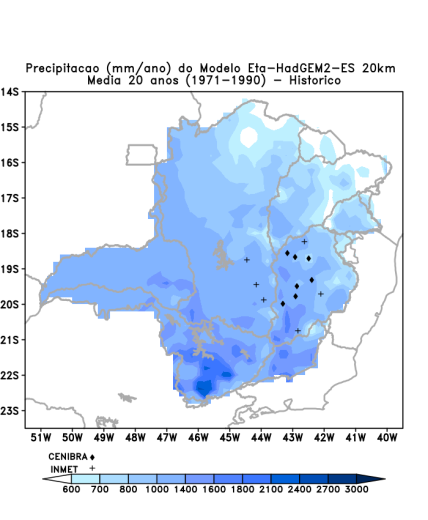 Precipitacao (mm/ano) do Modelo Eta-HadGEM2-ES 20km
Media 20 anos (1971-1990) - Historico
14S
15S
16S
17S
18S
19S
20S
21S
22S
23S
51W 50W 49W 48W 47W 46W 45W 44W 43W 42W 41W 40W
CENIBRA
INMET
600 700 800 1000 1400 1600 1800 2100 2400 2700 3000